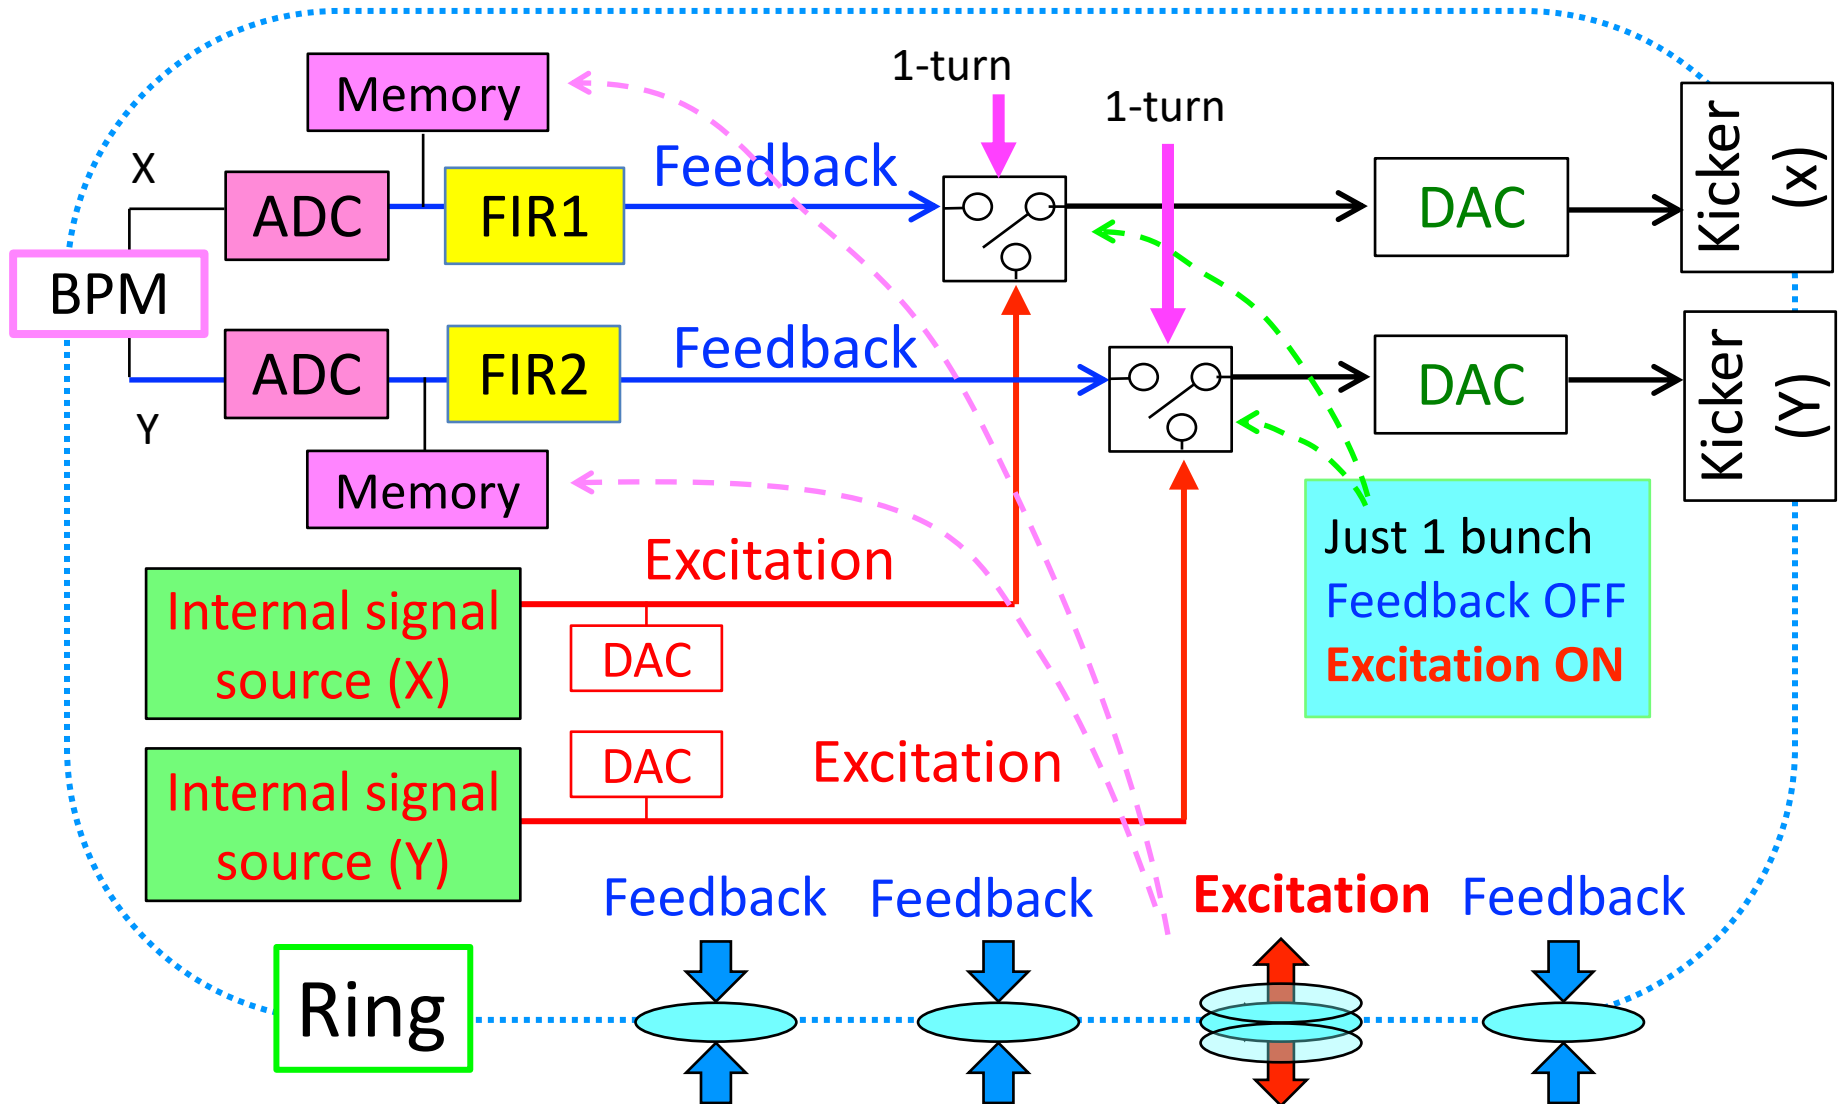 1-turn
Memory
1-turn
X
Feedback
ADC
FIR1
DAC
Kicker
(x)
BPM
ADC
FIR2
Feedback
DAC
Kicker
(Y)
Y
Memory
Just 1 bunch
Feedback OFF
Excitation ON
Excitation
Internal signal
source (X)
DAC
DAC
Excitation
Internal signal
source (Y)
Feedback
Feedback
Excitation
Feedback
Ring